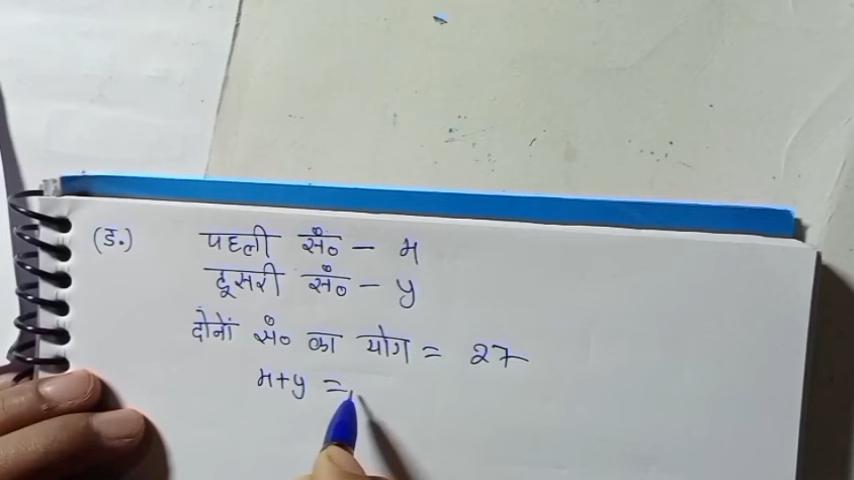 (ड.) पहली सं० - x
दूसरी सं० - y
दोनों सं० का योग = 27
x+y =